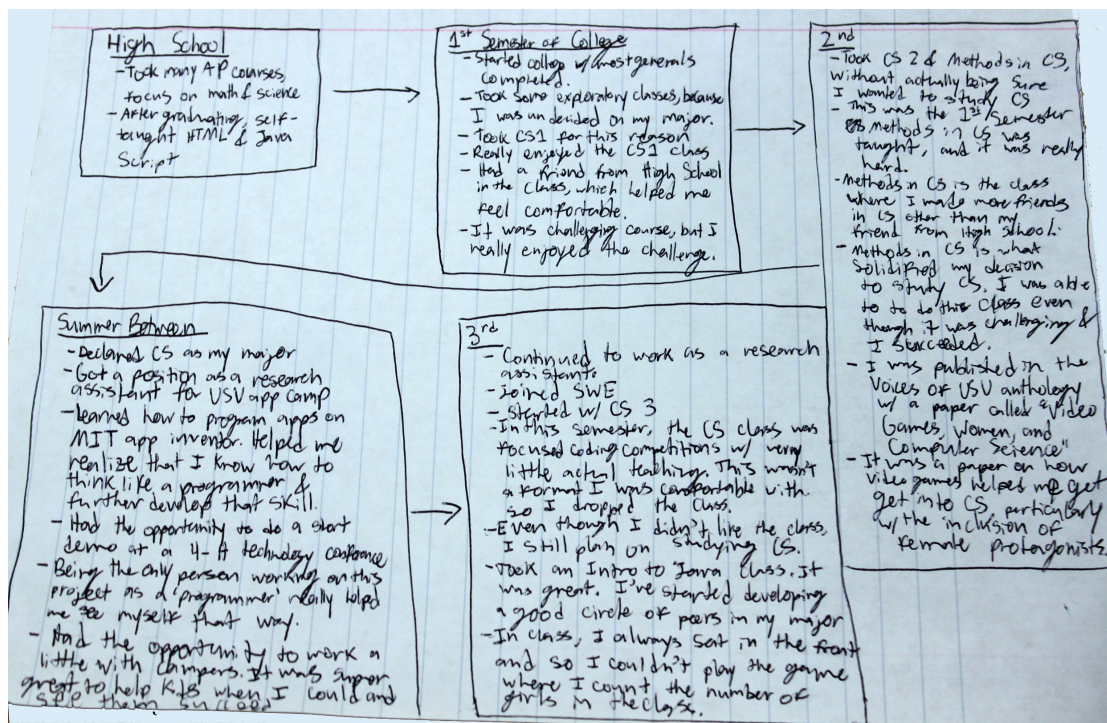 High School
- Took many AP courses,
focus on math & science
- After graduating, self-
taught HTML & Java
Script
1st Semester of College
- Started college w/ most generals
completed.
- Took some exploratory classes, because
I was undecided on my major.
- Took CS1 for this reason
- Really enjoyed the CS1 class
- Had a friend from High School
in the class, which helped me
feel comfortable.
- It was challenging course, but I
really enjoyed the challenge.
2nd
- Took CS 2 & Methods in CS,
without actually being sure
I wanted to study CS
- This was the 1st semester
methods in CS was
taught, and it was really
hard.
- Methods in CS is the class
where I made more friends
in CS other than my
friend from High School.
- Methods in CS is what
solidified my decision
to study CS. I was able
to to do this class even
though it was challenging &
I succeeded.
- I was published in the
Voices of USU anthology
w/ a paper called "Video
Games, Women, and
Computer Science"
- It was a paper on how
video games helped me get
get into CS, particularly
w/ the inclusion of
female protagonists.
Summer Between
- Declared CS as my major
- Got a position as a research
assistant for USU app camp
- Learned how to program apps on
MIT app inventor. Helped me
realize that I know how to
think like a programmer &
further develop that skill.
- Had the opportunity to do a start
demo at a 4-H technology conference
- Being the only person working on this
project as a 'programmer' really helped
me see myself that way.
- Had the opportunity to work a
little with campers. It was super
great to help kids when I could and
see them succeed
3rd
- Continued to work as a research
assistant.
- Joined SWE
- Started w/ CS 3
- In this semester, the CS class was
focused coding competitions w/ very
little actual teaching. This wasn't
a format I was comfortable with
so I dropped the class.
- Even though I didn't like the class,
I still plan on studying CS.
- Took an Intro to Java class. It
was great. I've started developing
a good circle of peers in my major
- In class, I always sat in the front
and so I couldn't play the game
where I count the number of
girls in the class.